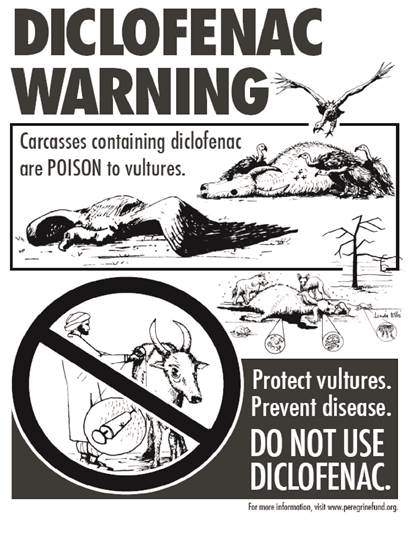 DICLOFENAC
WARNING
Carcasses containing diclofenac
are POISON to vultures.
Protect vultures.
Prevent disease.
DO NOT USE
DICLOFENAC.
For more information, visit www.peregrinefund.org.